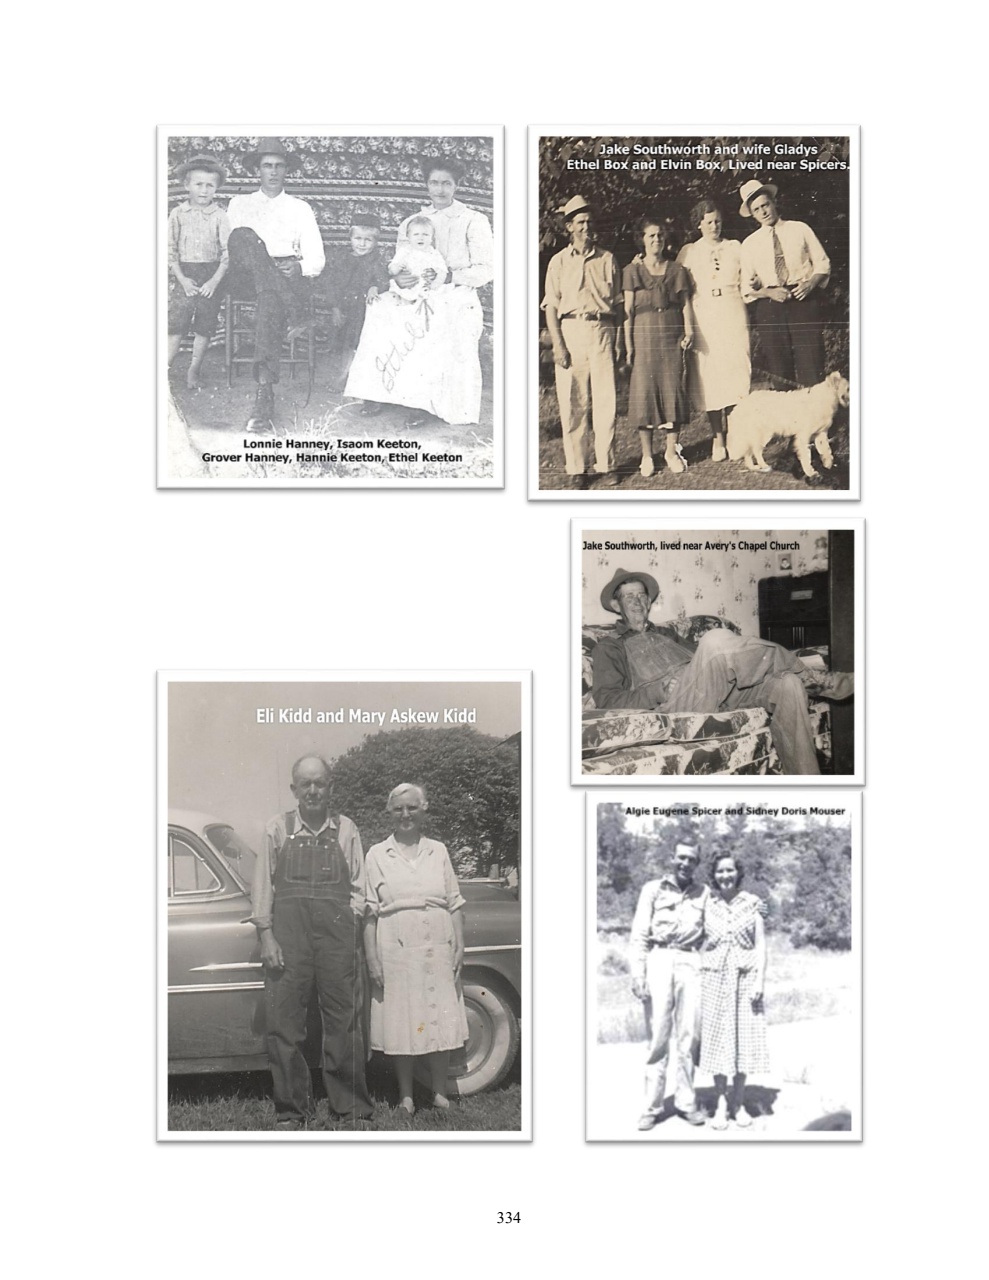 Jake Southworth and wife Gladys
Ethel Box and Elvin Box, Lived near Spicers.
Ethel
Lonnie Hanney, Isaom Keeton,
Grover Hanney, Hannie Keeton, Ethel Keeton
Jake Southworth, lived near Avery's Chapel Church
Eli Kidd and Mary Askew Kidd
Algie Eugene Spicer and Sidney Doris Mouser
334